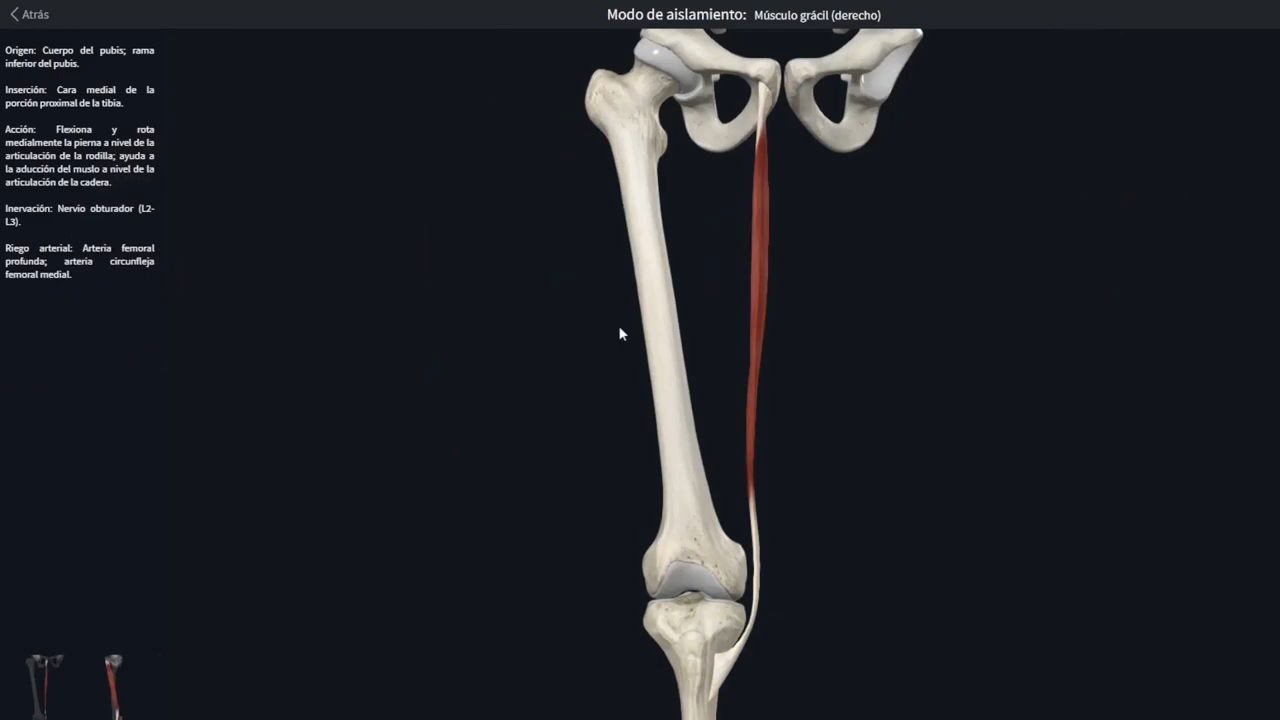 Atrás
Modo de aislamiento: Músculo grácil (derecho)
Origen: Cuerpo del pubis; rama
inferior del pubis.
Inserción: Cara medial de la
porción proximal de la tibia.
Acción: Flexiona y rota
medialmente la pierna a nivel de la
articulación de la rodilla; ayuda a
la aducción del muslo a nivel de la
articulación de la cadera.
Inervación: Nervio obturador (L2-
L3).
Riego arterial: Arteria femoral
profunda; arteria circunfleja
femoral medial.